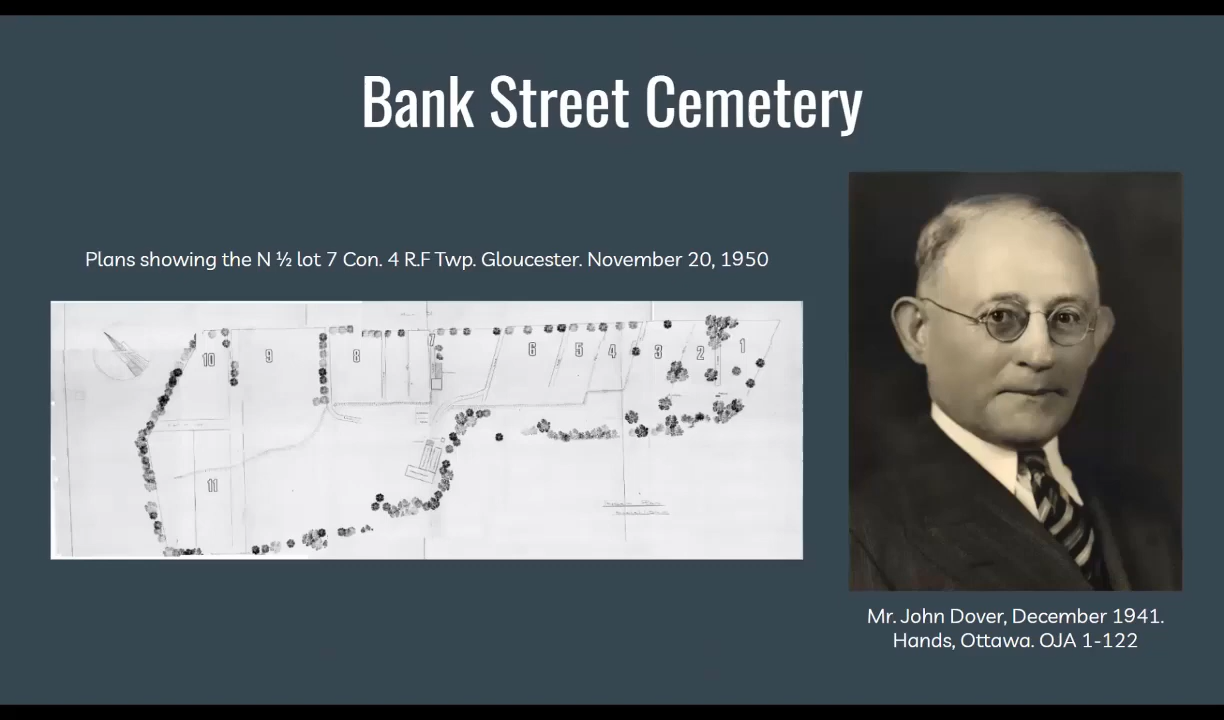 Bank Street Cemetery
Plans showing the N ½ lot 7 Con. 4 R.F Twp. Gloucester. November 20, 1950
10
9
8
7
6
5
4
3
2
1
11
Mr. John Dover, December 1941.
Hands, Ottawa. OJA 1-122